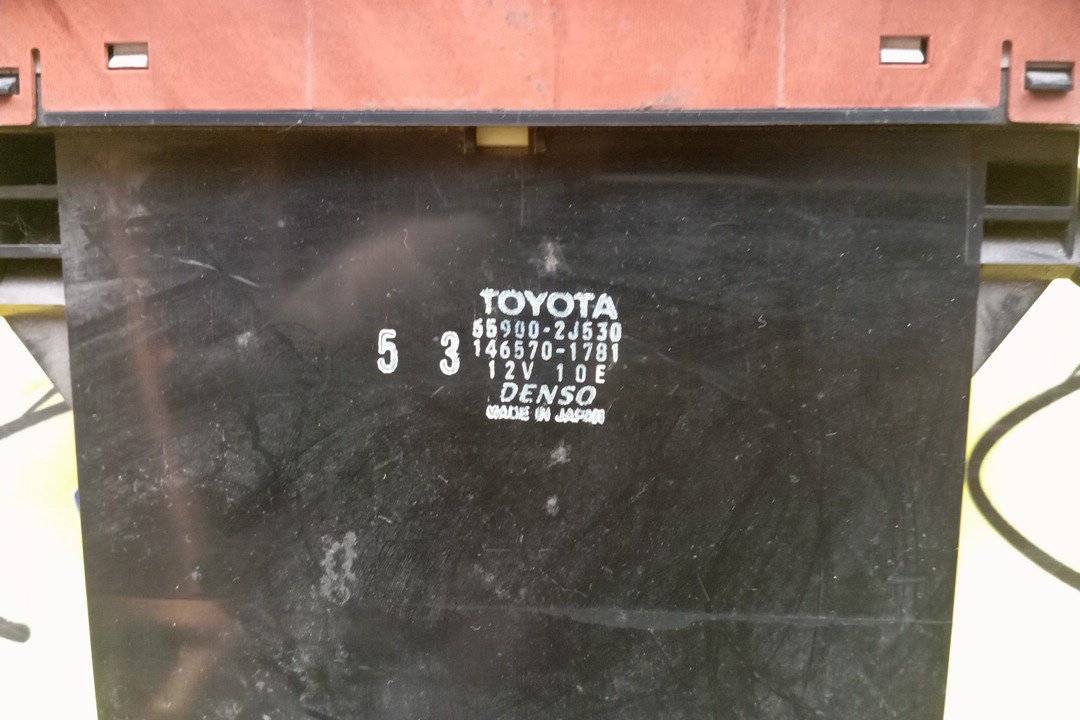 TOYOTA
55900-2J530
146570-1781
5 3
12V 10E
DENSO
MADE IN JAPAN